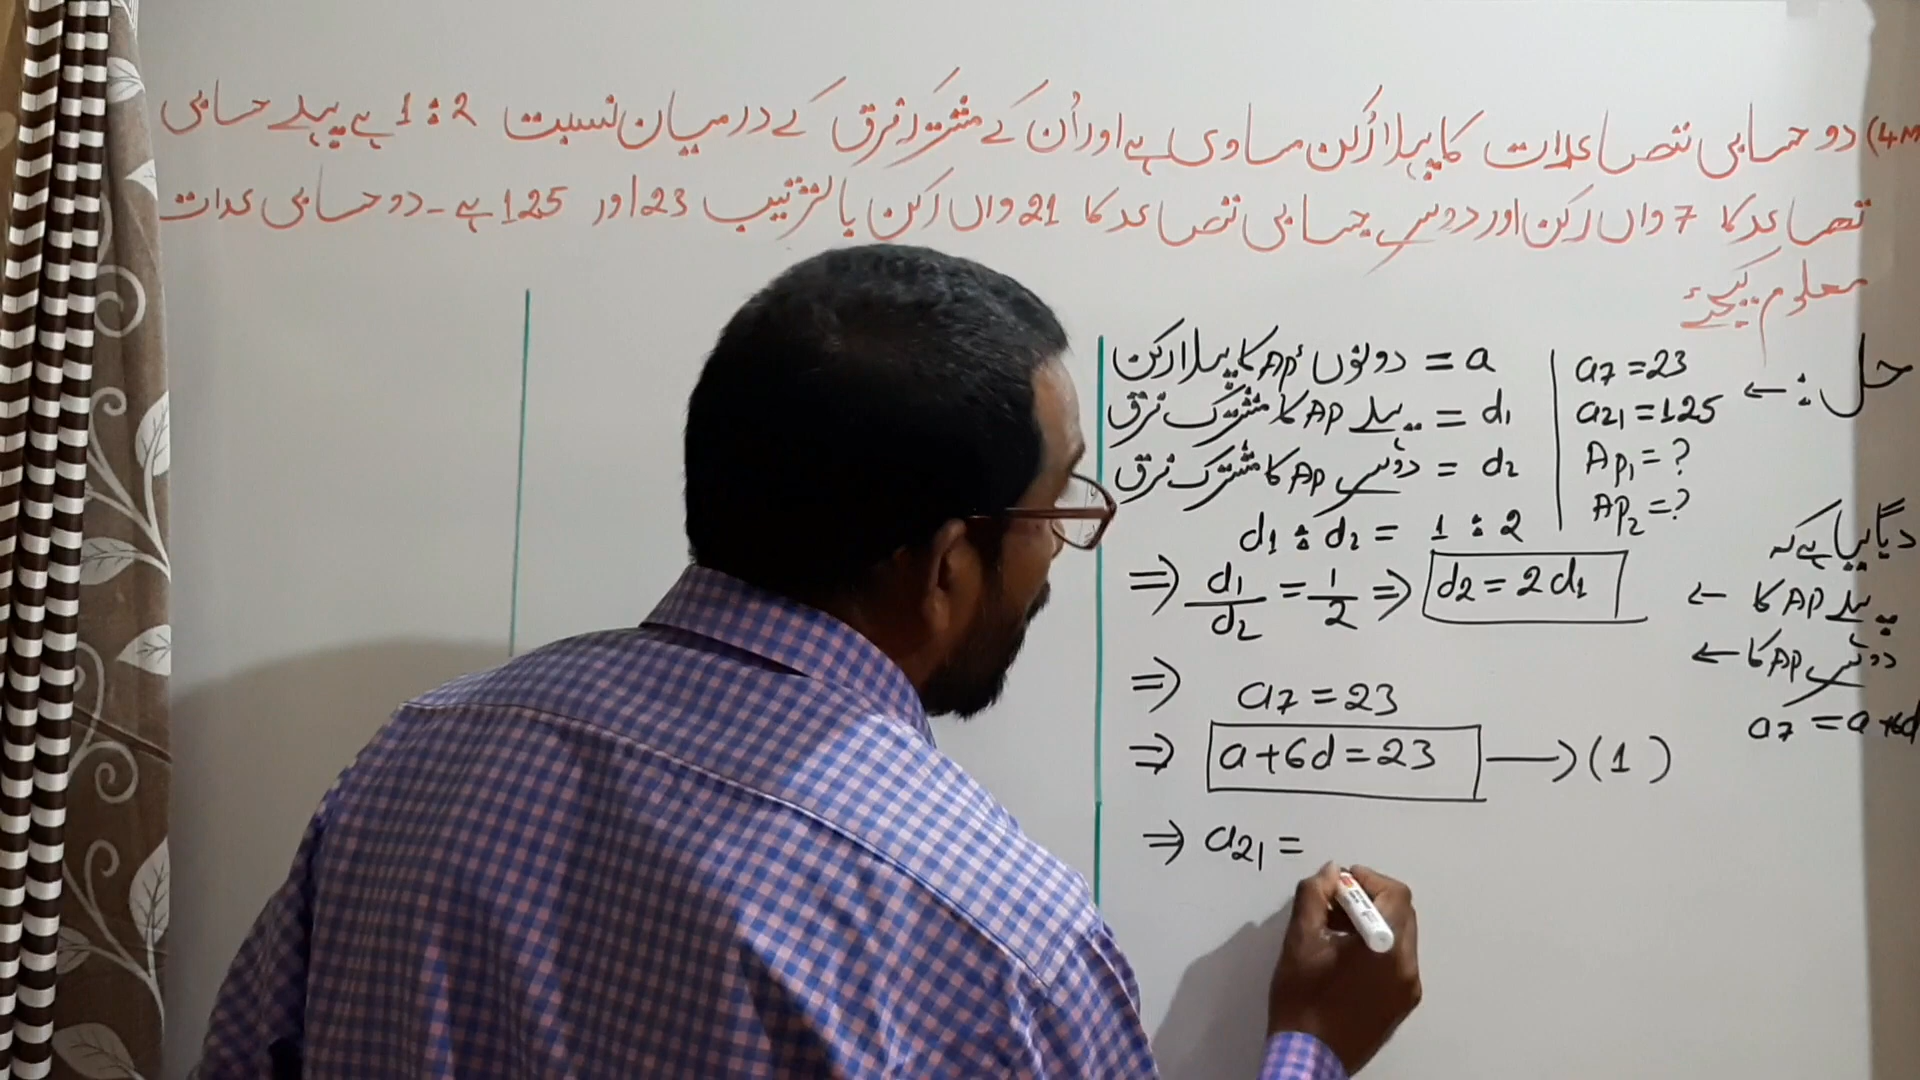 4M) دو حسابی تصاعدات کا پہلا رُکن مساوی ہے اور اُن کے مشترک فرق کے درمیان نسبت 1:2 ہے پہلے حسابی
تصاعد کا 7 واں رکن اور دوسرے حسابی تصاعد کا 21 واں رکن بالترتیب 23 اور 125 ہے ۔ دو حسابی عدات
معلوم کیجئے
حل :←
a7 = 23
a21 = 125
Ap1 = ?
Ap2 = ?
دونوں AP's کا پہلا رکن = a
پہلے AP کا مشترک فرق = d1
دوسرے AP کا مشترک فرق = d2
دیا گیا ہے کہ
d1 : d2 = 1 : 2
پہلے AP کا ←
⇒ d1/d2 = 1/2 ⇒ d2 = 2d1
دوسرے AP کا ←
⇒ a7 = 23
a7 = a+6d
⇒ a+6d = 23 ⟶ (1)
⇒ a21 =